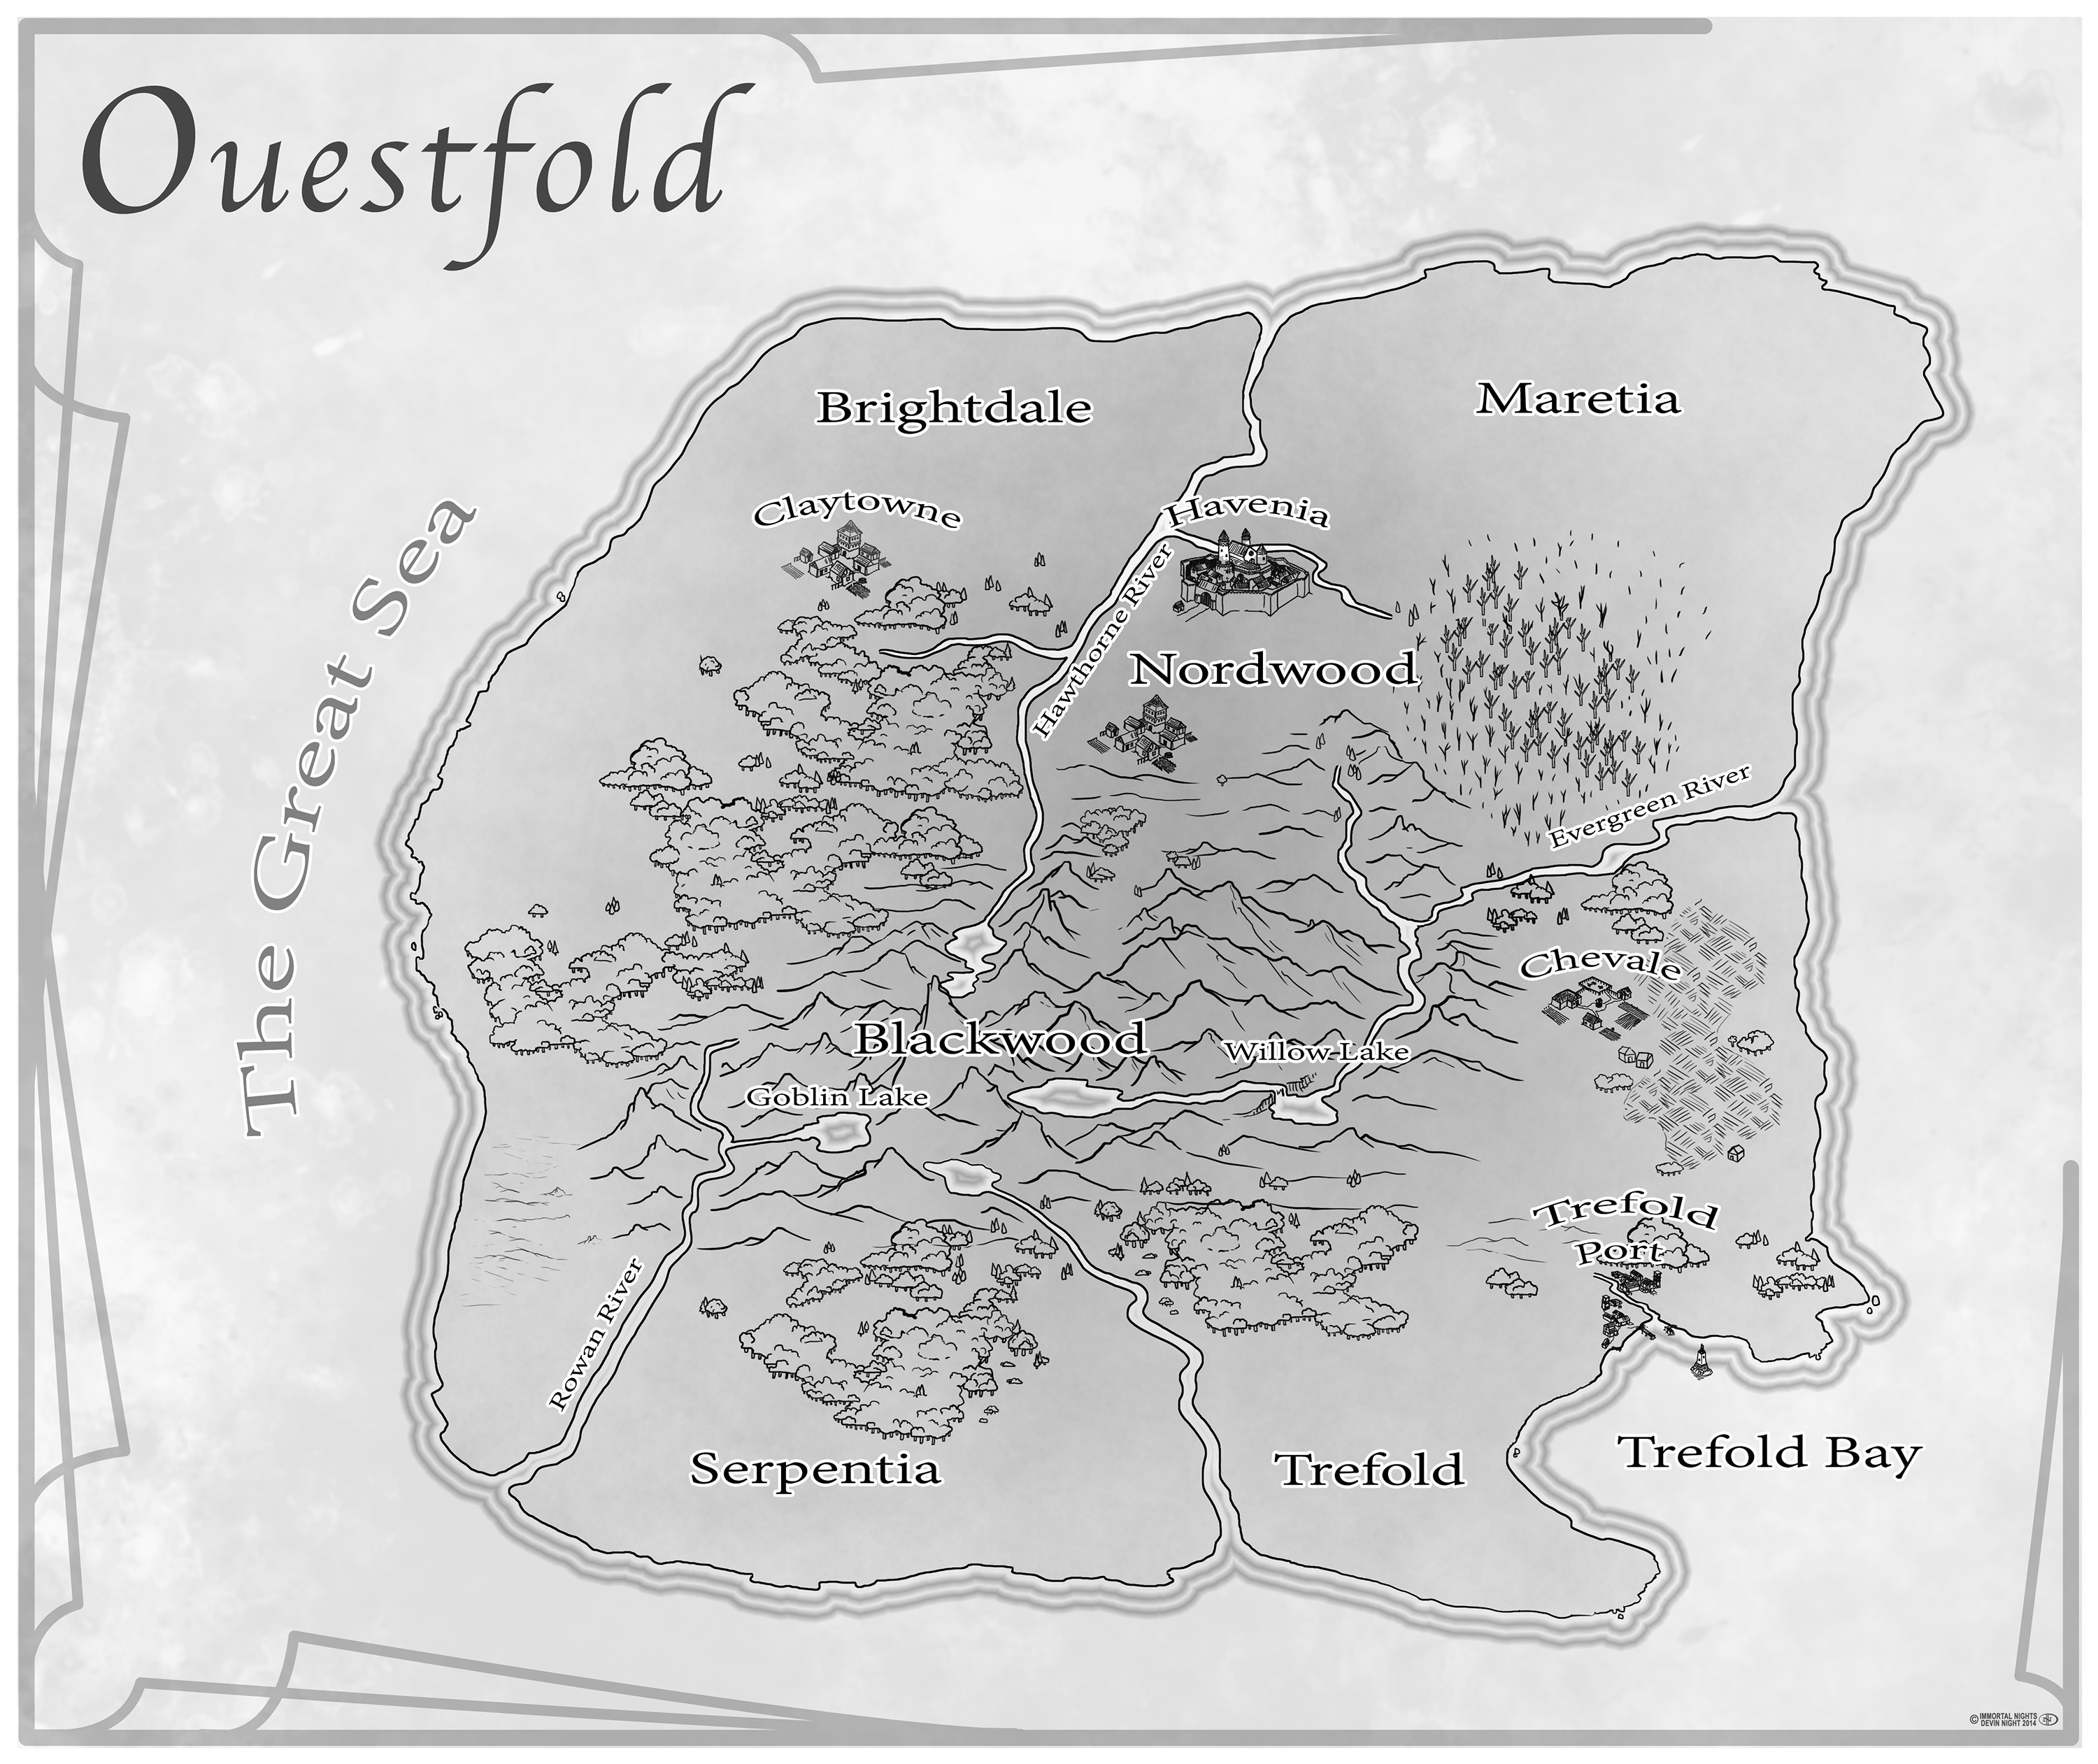 Ouestfold
Brightdale
Maretia
Claytowne
Havenia
The Great Sea
Hawthorne River
Nordwood
Evergreen River
Chevale
Blackwood
Willow Lake
Goblin Lake
Trefold
Port
Rowan River
Serpentia
Trefold
Trefold Bay
© IMMORTAL NIGHTS
DEVIN NIGHT 2014